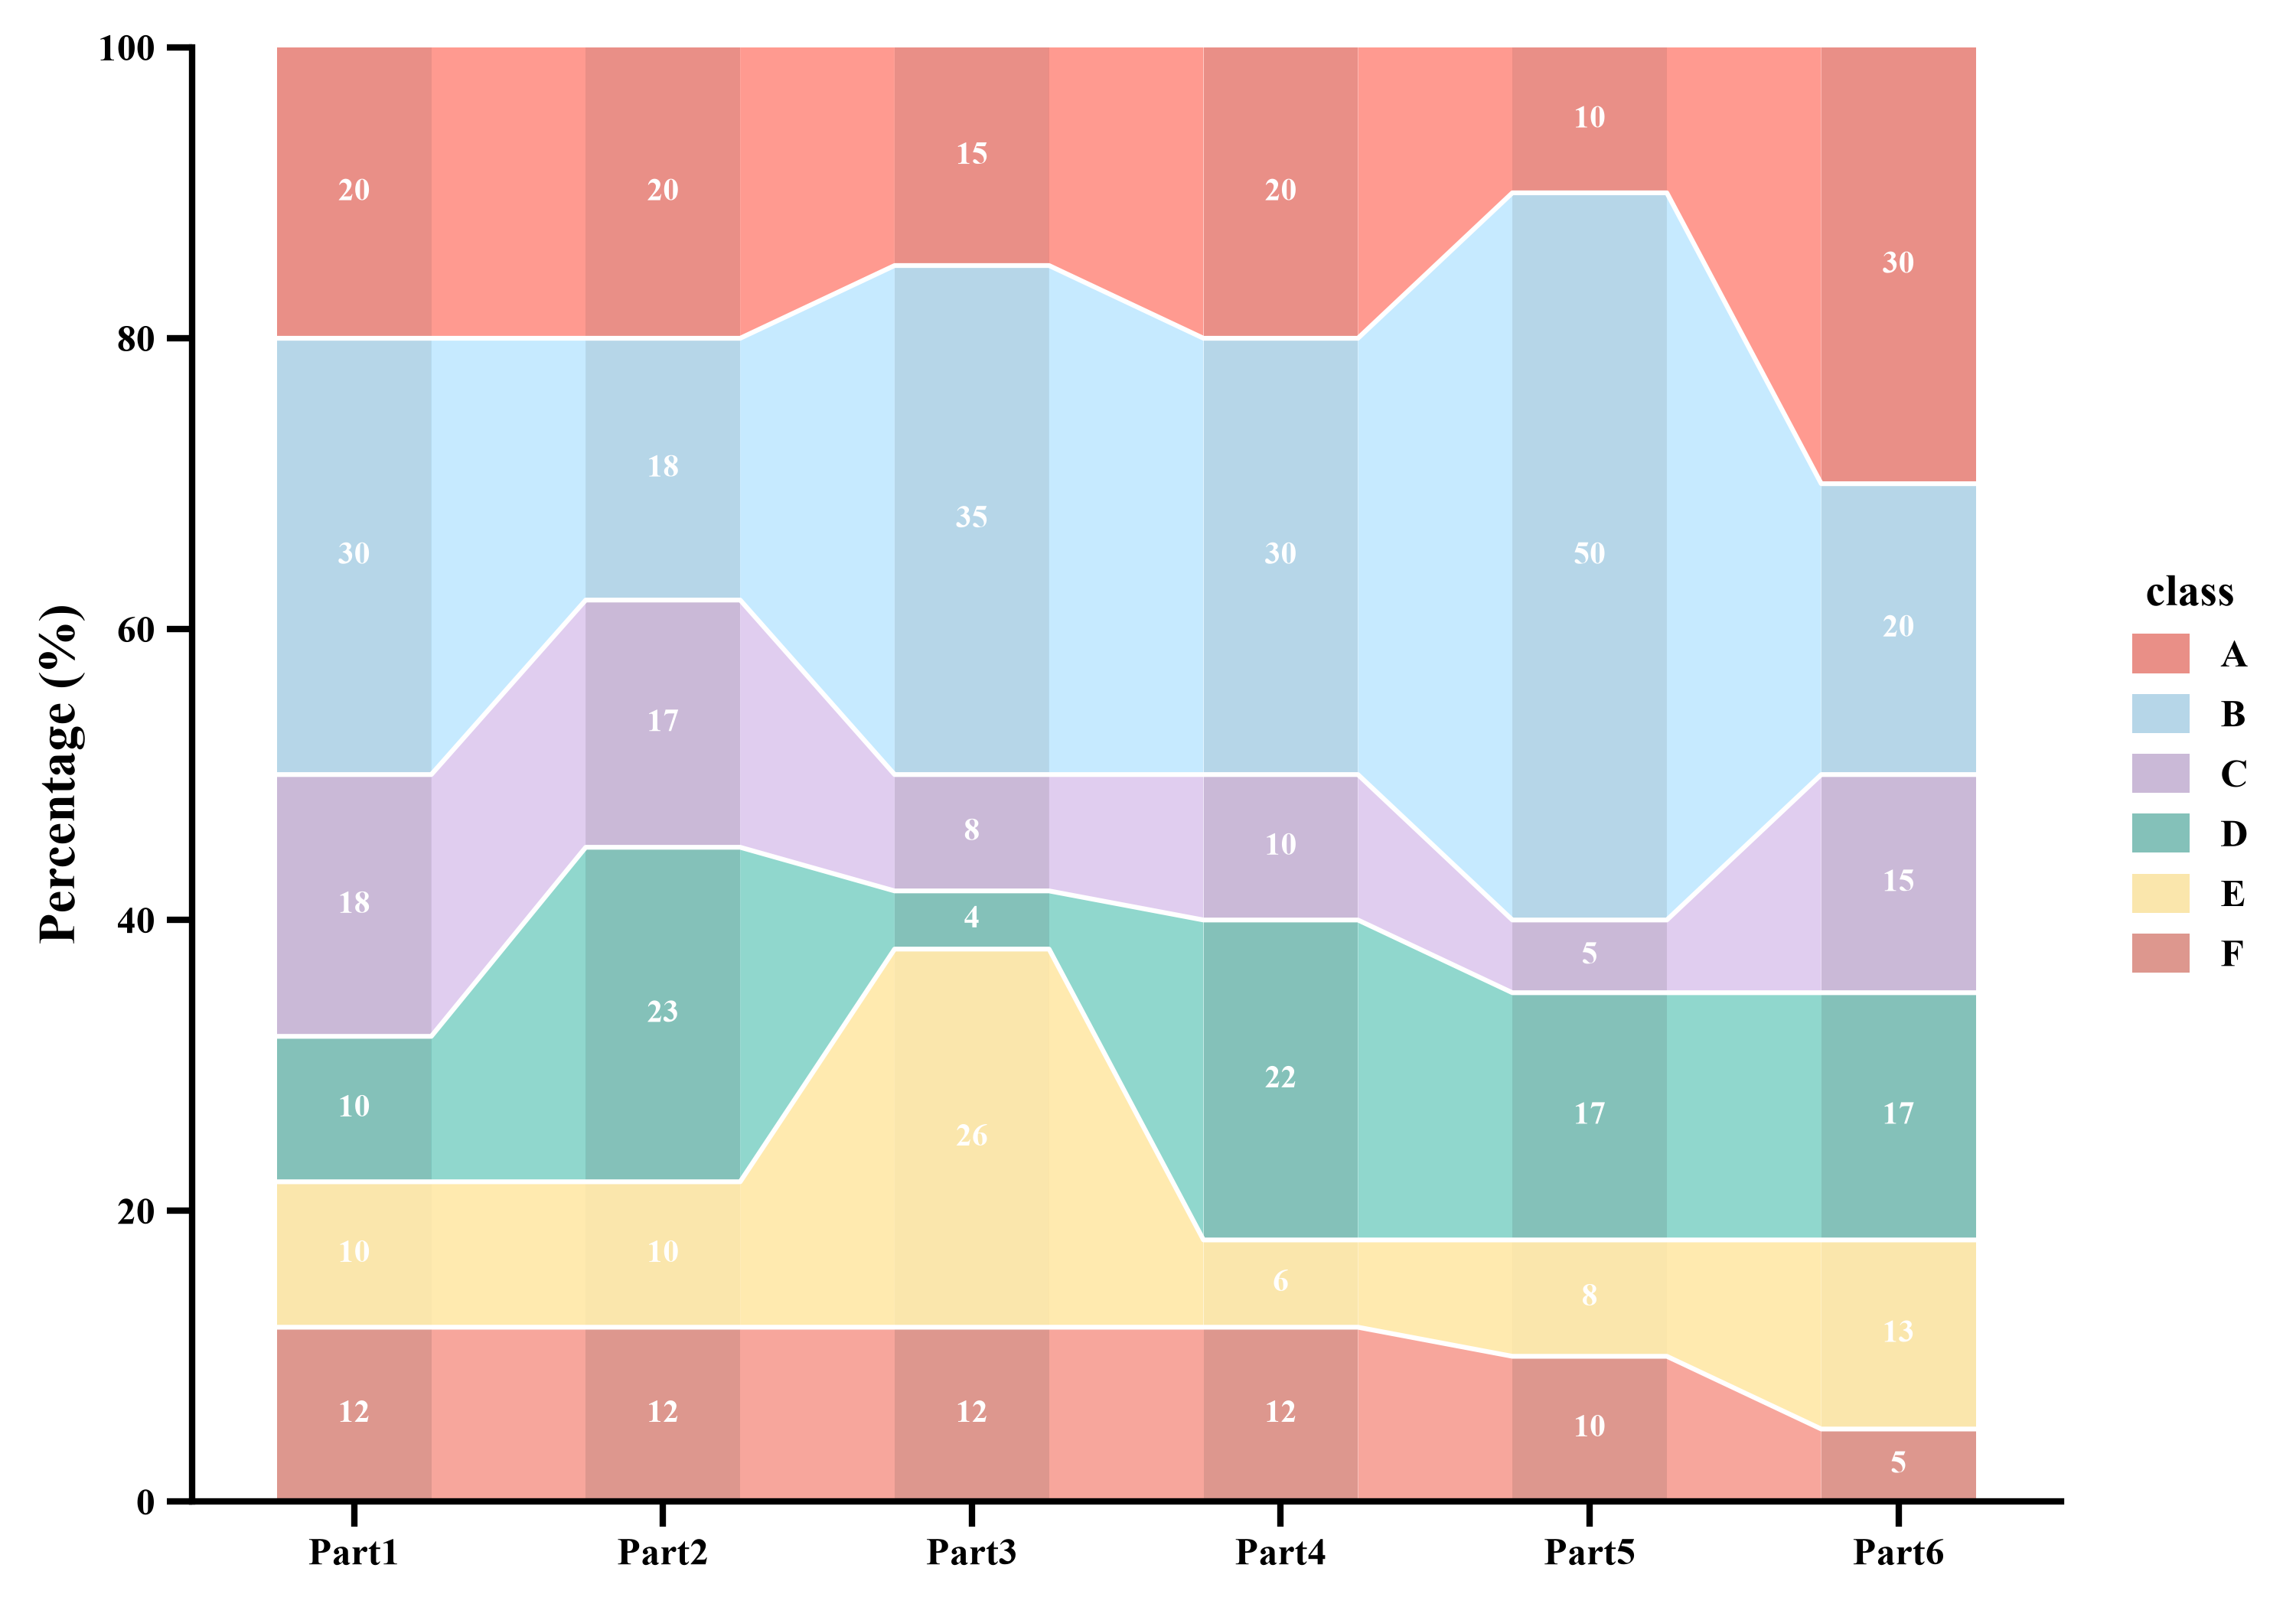 Percentage (%)
100
80
60
40
20
0
20 20 15 20 10 30
30 18 35 30 50 20
18 17 8 10 5 15
10 23 4 22 17 17
10 10 26 6 8 13
12 12 12 12 10 5
Part1 Part2 Part3 Part4 Part5 Part6
class
A
B
C
D
E
F